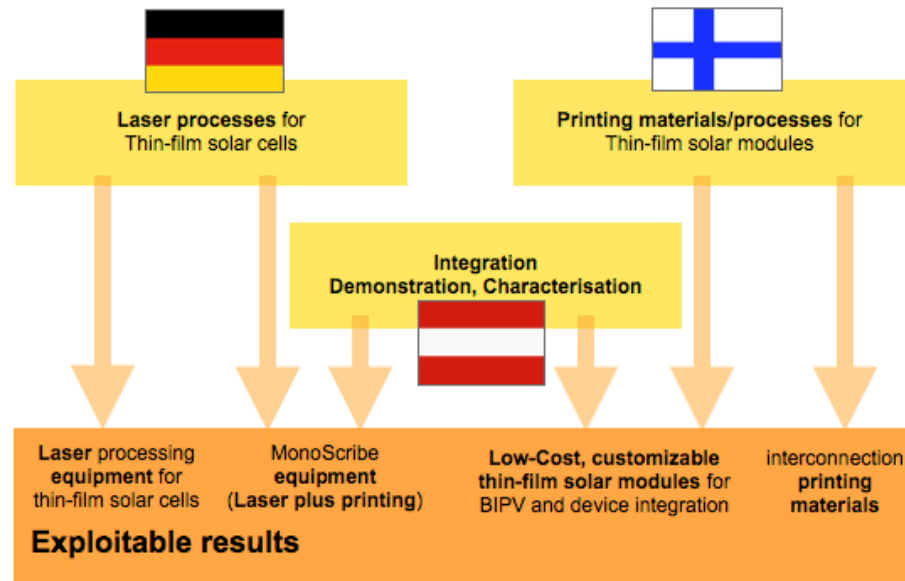 Laser processes for
Thin-film solar cells
Printing materials/processes for
Thin-film solar modules
Integration
Demonstration, Characterisation
Laser processing
equipment for
thin-film solar cells
MonoScribe
equipment
(Laser plus printing)
Low-Cost, customizable
thin-film solar modules for
BIPV and device integration
interconnection
printing
materials
Exploitable results